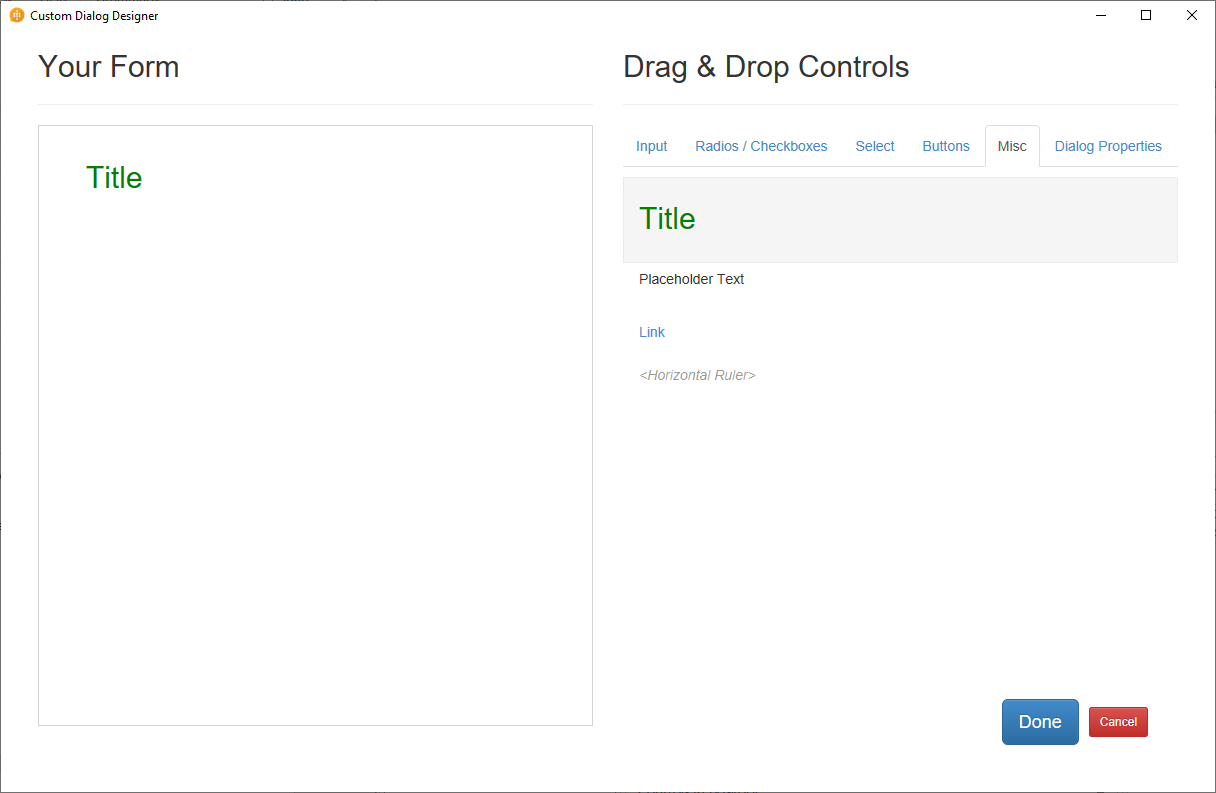 Custom Dialog Designer
Your Form
Title
Drag & Drop Controls
Input Radios / Checkboxes Select Buttons Misc Dialog Properties
Title
Placeholder Text
Link
<Horizontal Ruler>
Done Cancel